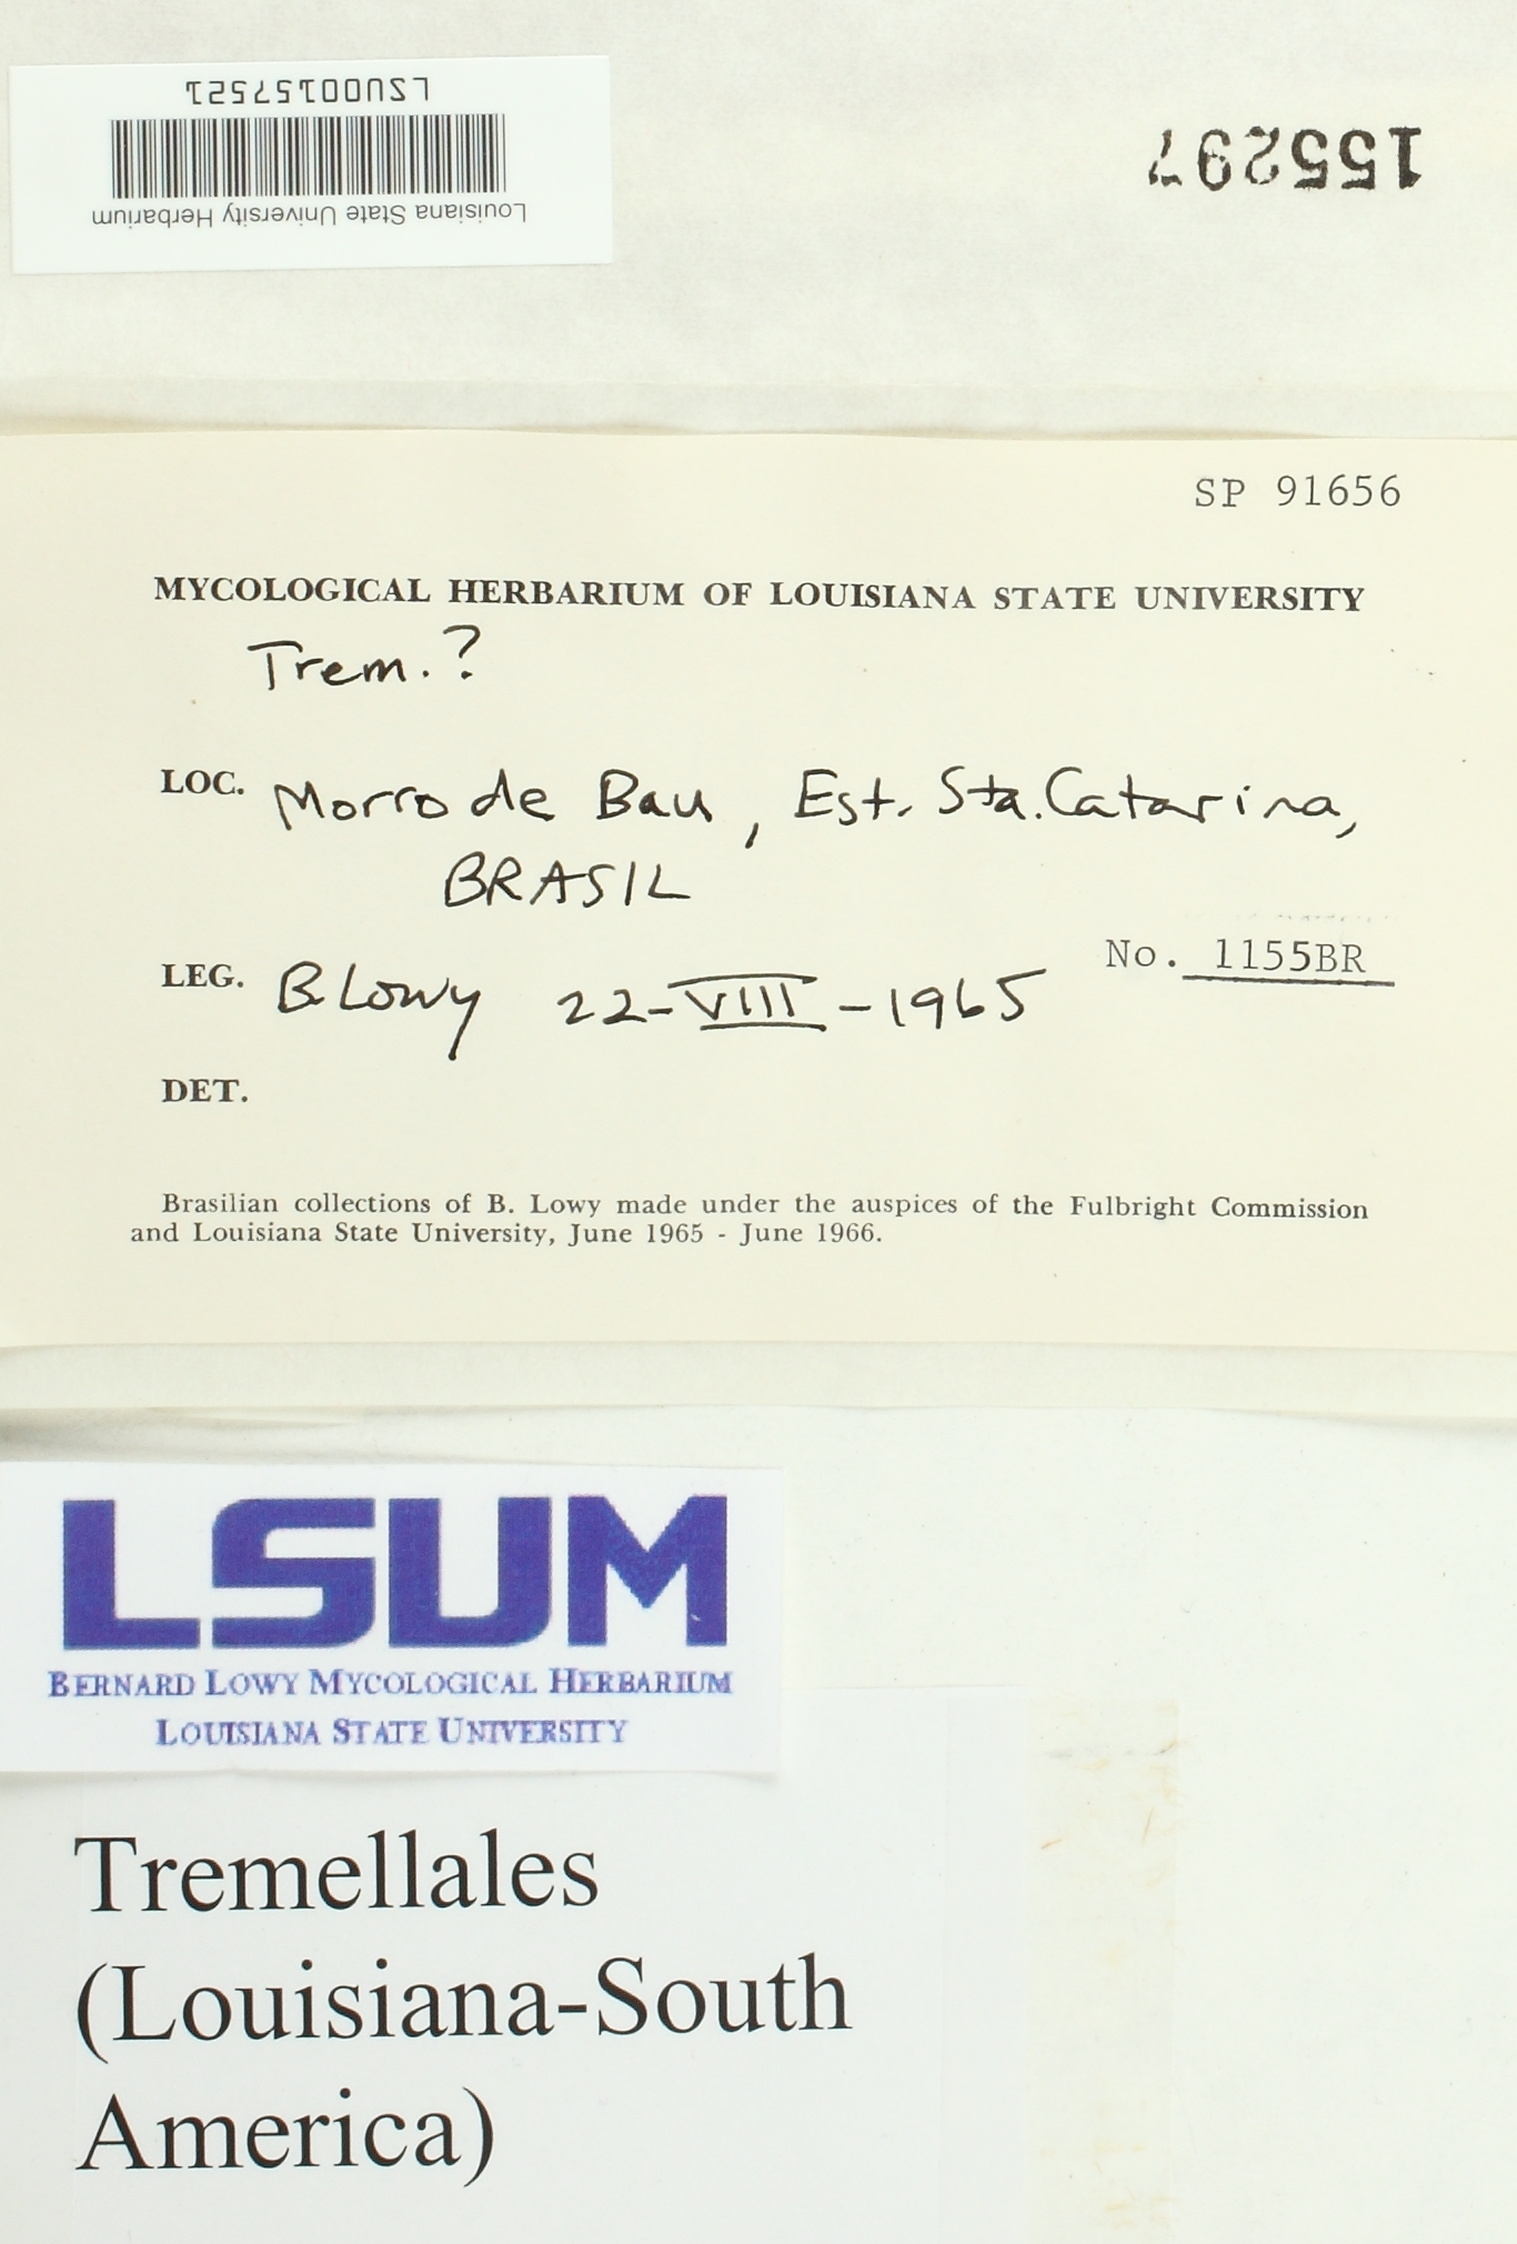 LSU00157521
Louisiana State University Herbarium
155297
SP 91656
MYCOLOGICAL HERBARIUM OF LOUISIANA STATE UNIVERSITY
Trem. ?
LOC. Morro de Bau, Est. Sta. Catarina,
BRASIL
No. 1155BR
LEG. B Lowy 22-VIII-1965
DET.
Brasilian collections of B. Lowy made under the auspices of the Fulbright Commission
and Louisiana State University, June 1965 - June 1966.
LSUM
BERNARD LOWY MYCOLOGICAL HERBARIUM
LOUISIANA STATE UNIVERSITY
Tremellales
(Louisiana-South
America)